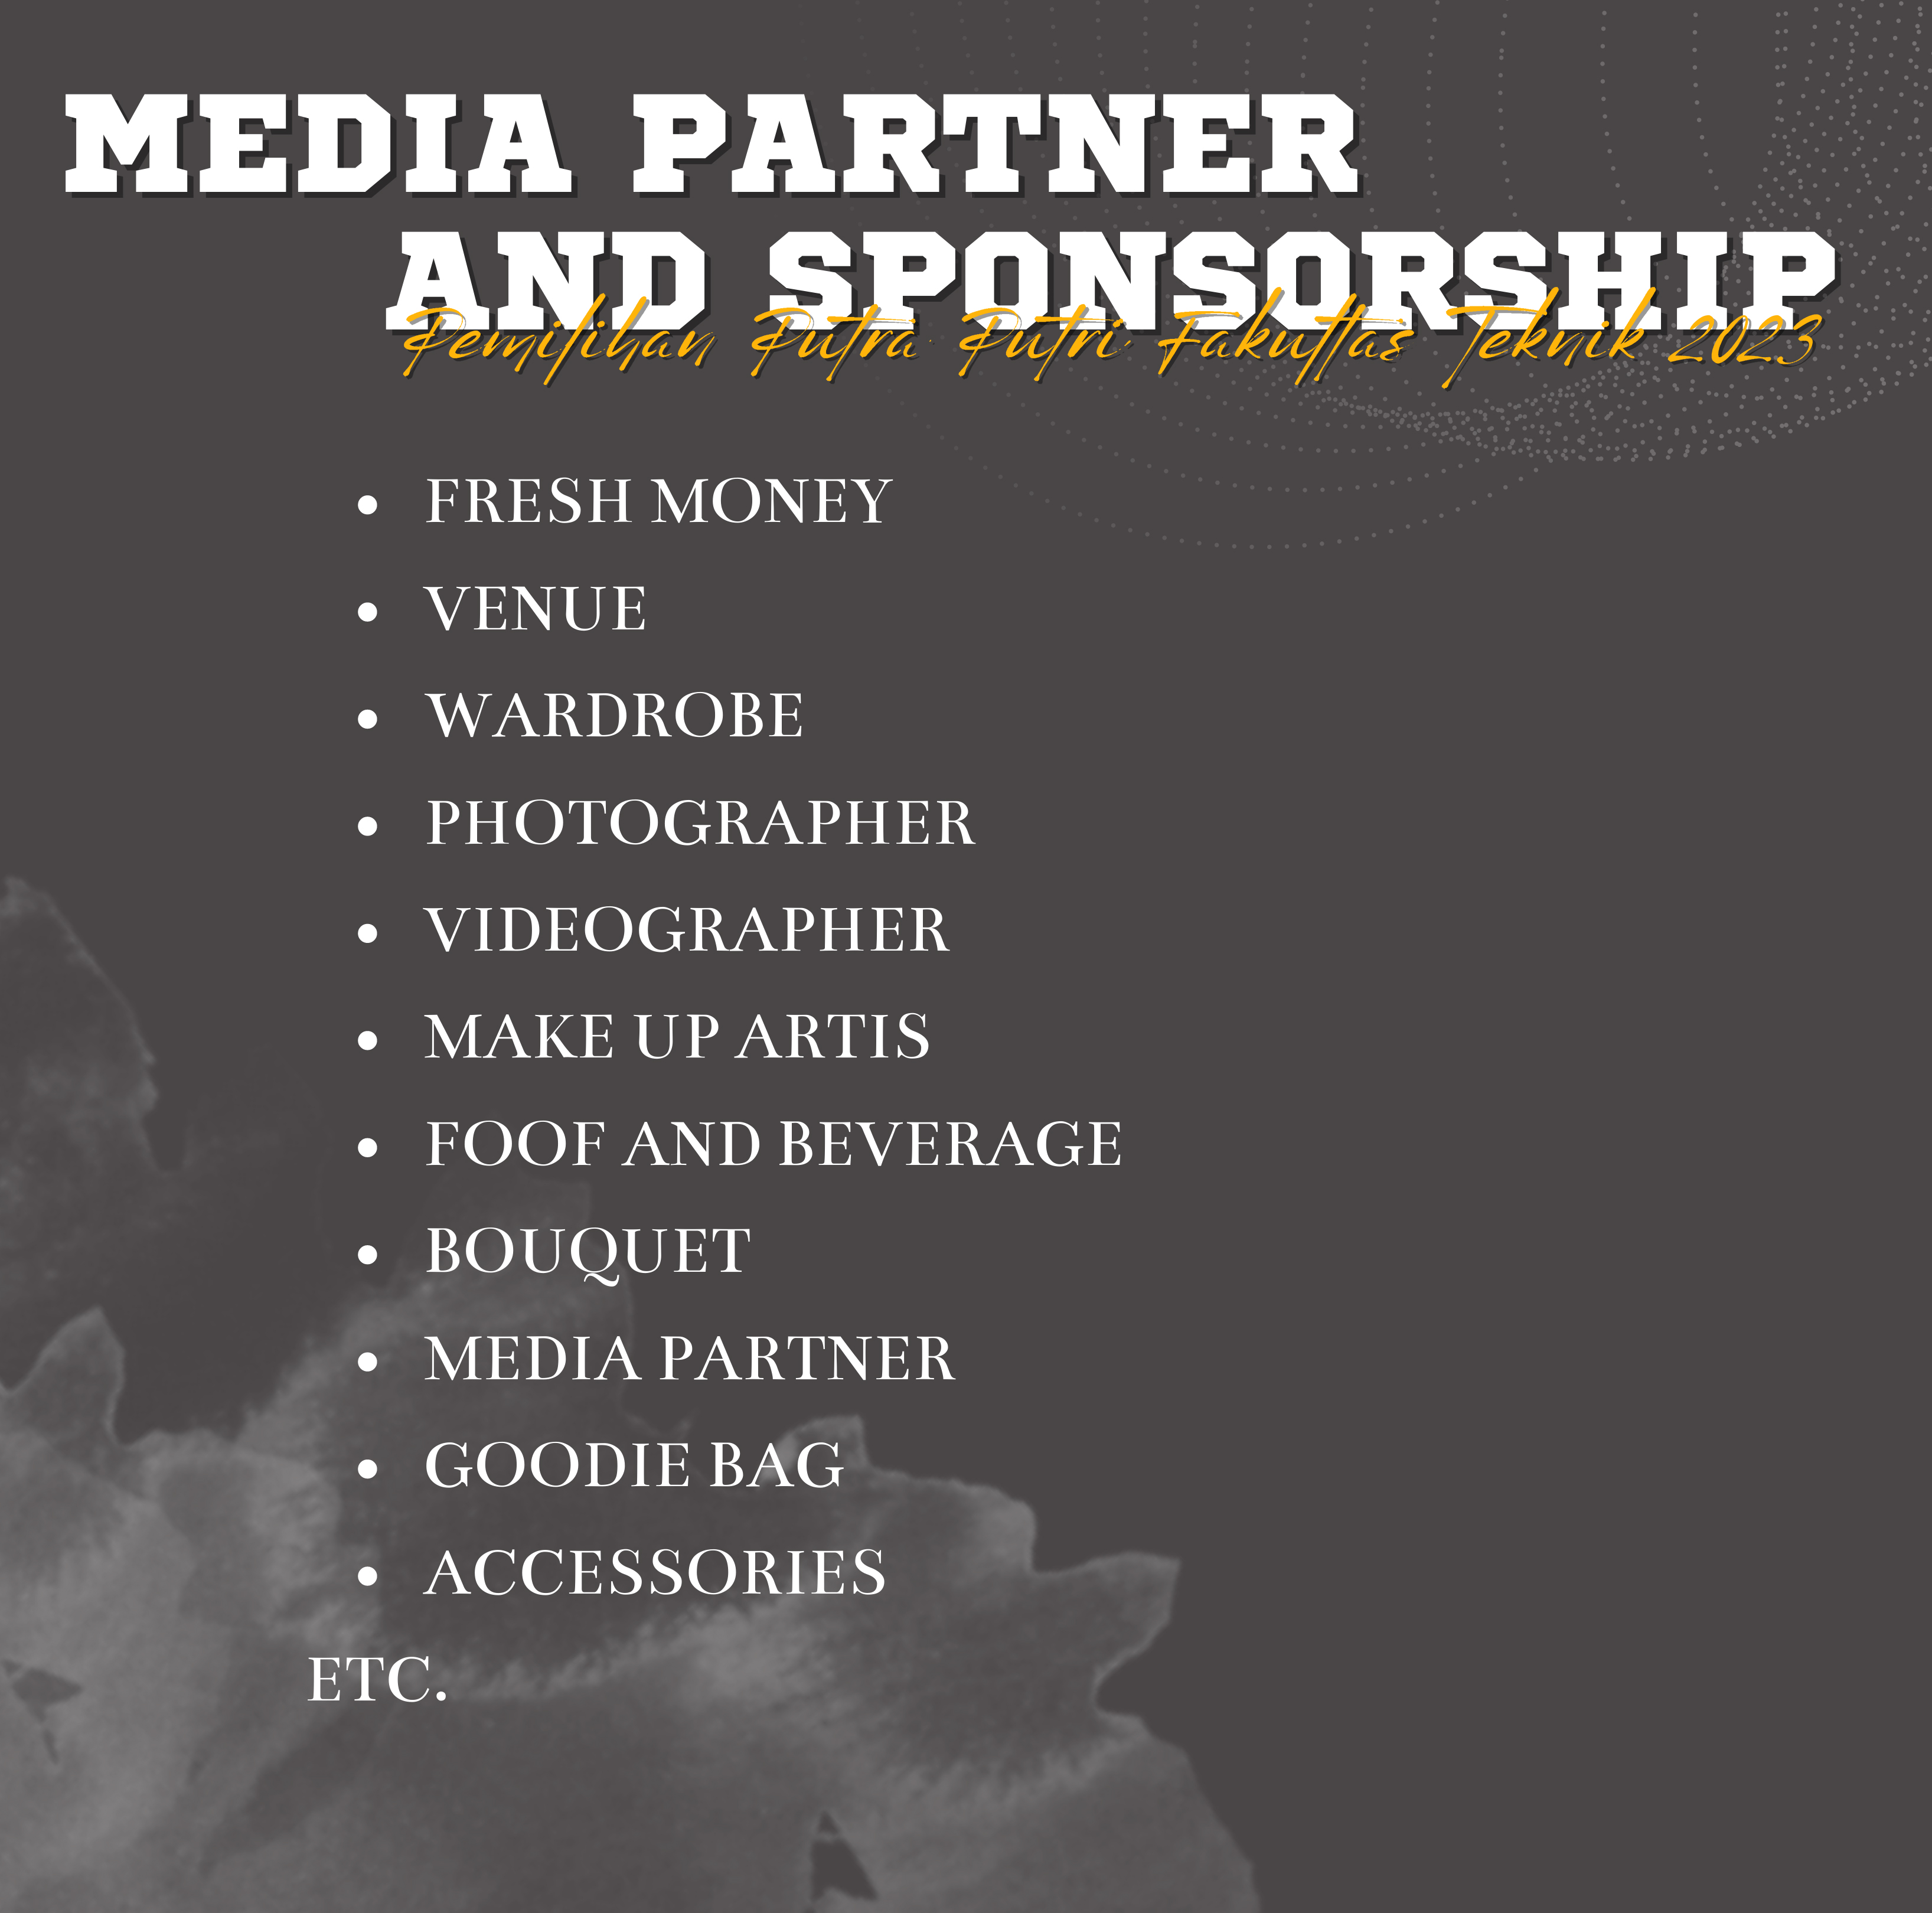 MEDIA PARTNER
AND SPONSORSHIP
Pemilihan Putra Putri Fakultas Teknik 2023
• FRESH MONEY
• VENUE
• WARDROBE
• PHOTOGRAPHER
• VIDEOGRAPHER
• MAKE UP ARTIS
• FOOF AND BEVERAGE
• BOUQUET
• MEDIA PARTNER
• GOODIE BAG
• ACCESSORIES
ETC.